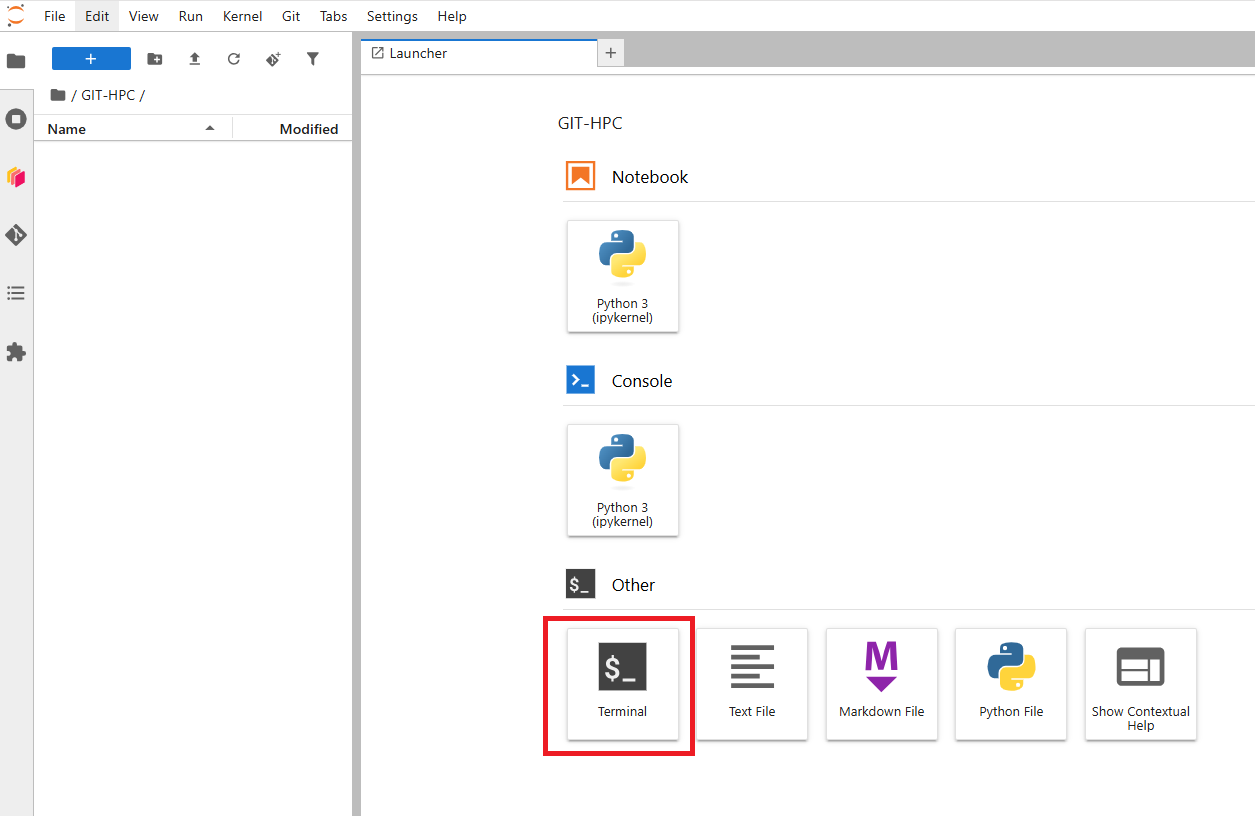 File Edit View Run Kernel Git Tabs Settings Help
+
Launcher
+
/ GIT-HPC /
Name
Modified
GIT-HPC
Notebook
Python 3
(ipykernel)
Console
Python 3
(ipykernel)
$_ Other
$_
Terminal
Text File
M
Markdown File
Python File
Show Contextual
Help